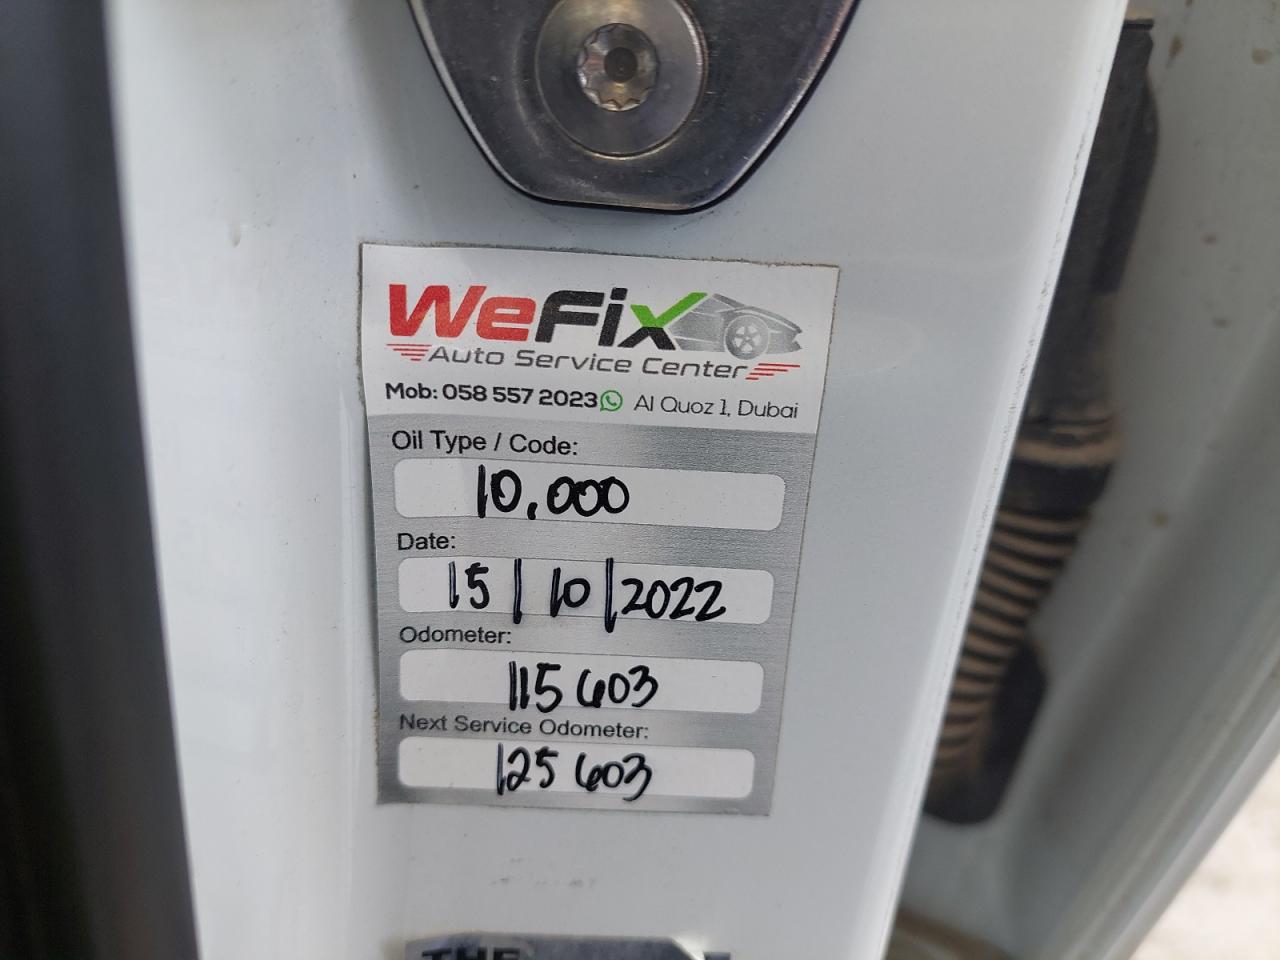 WeFix
Auto Service Center
Mob: 058 557 2023 Al Quoz 1, Dubai
Oil Type / Code:
10,000
Date:
15/10/2022
Odometer:
115603
Next Service Odometer:
125603
THE